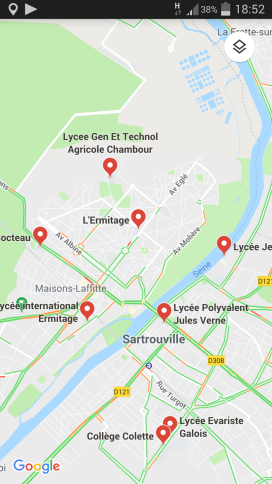 H
38%
18:52
La Frette-sur-
Lycee Gen Et Technol
Agricole Chambour
Av Eglé
L'Ermitage
Cocteau
Av Albine
Av Molière
Lycée Je
Seine
D121
Maisons-Laffitte
Lycée international
Ermitage
Lycée Polyvalent
Jules Verne
Sartrouville
D308
D121
Rue Turgot
Lycée Evariste
Galois
Collège Colette
Google